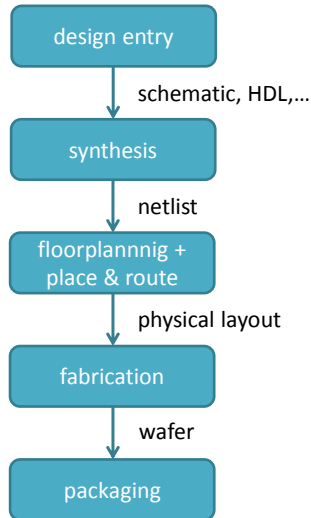 design entry
schematic, HDL,...
synthesis
netlist
floorplannnig +
place & route
physical layout
fabrication
wafer
packaging